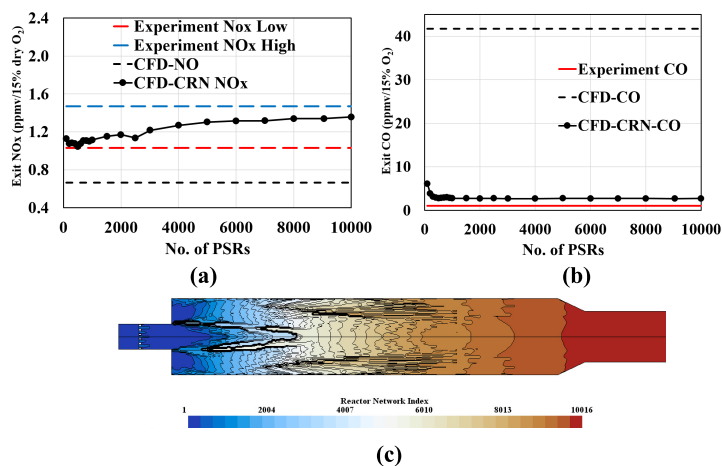 2.4
2.0
1.6
1.2
0.8
0.4
Exit NOx (ppmv/15% dry O₂)
Experiment Nox Low
Experiment NOx High
CFD-NO
CFD-CRN NOx
0 2000 4000 6000 8000 10000
No. of PSRs
(a)
40
30
20
10
0
Exit CO (ppmv/15% O₂)
Experiment CO
CFD-CO
CFD-CRN-CO
0 2000 4000 6000 8000 10000
No. of PSRs
(b)
Reactor Network Index
1 2004 4007 6010 8013 10016
(c)